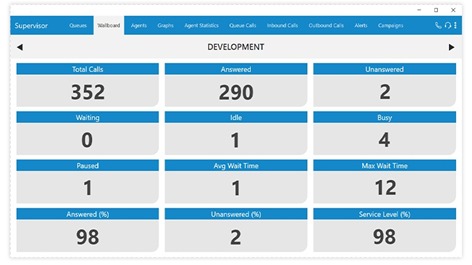 Supervisor Queues Wallboard Agents Graphs Agent Statistics Queue Calls Inbound Calls Outbound Calls Alerts Campaigns
DEVELOPMENT
Total Calls Answered Unanswered
352 290 2
Waiting Idle Busy
0 1 4
Paused Avg Wait Time Max Wait Time
1 1 12
Answered (%) Unanswered (%) Service Level (%)
98 2 98